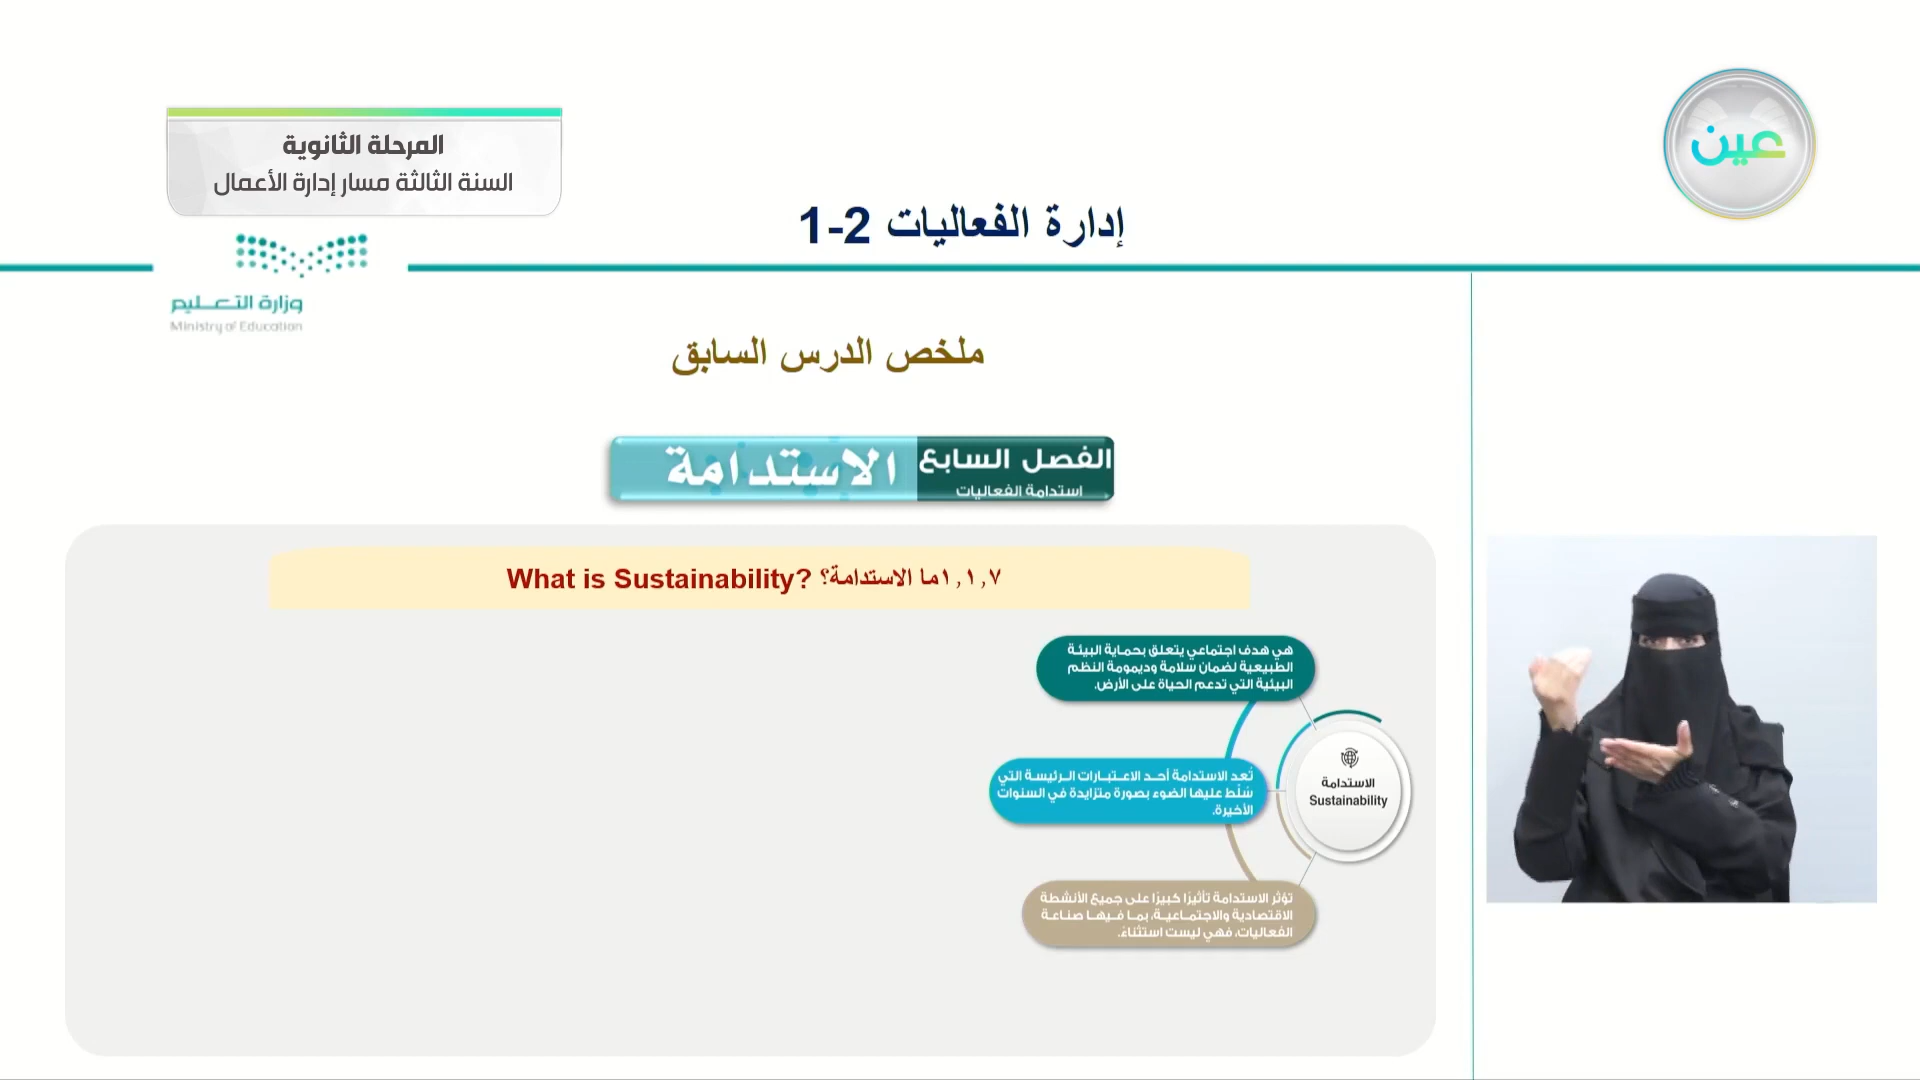 المرحلة الثانوية
السنة الثالثة مسار إدارة الأعمال
عين
إدارة الفعاليات 2-1
وزارة التعليم
Ministry of Education
ملخص الدرس السابق
الفصل السابع
استدامة الفعاليات
الاستدامة
١,١,٧ما الاستدامة؟ What is Sustainability?
هي هدف اجتماعي يتعلق بحماية البيئة
الطبيعية لضمان سلامة وديمومة النظم
البيئية التي تدعم الحياة على الأرض.
تُعد الاستدامة أحد الاعتبارات الرئيسة التي
سُلّط عليها الضوء بصورة متزايدة في السنوات
الأخيرة.
تؤثر الاستدامة تأثيرًا كبيرًا على جميع الأنشطة
الاقتصادية والاجتماعية، بما فيها صناعة
الفعاليات، فهي ليست استثناءً.
الاستدامة
Sustainability